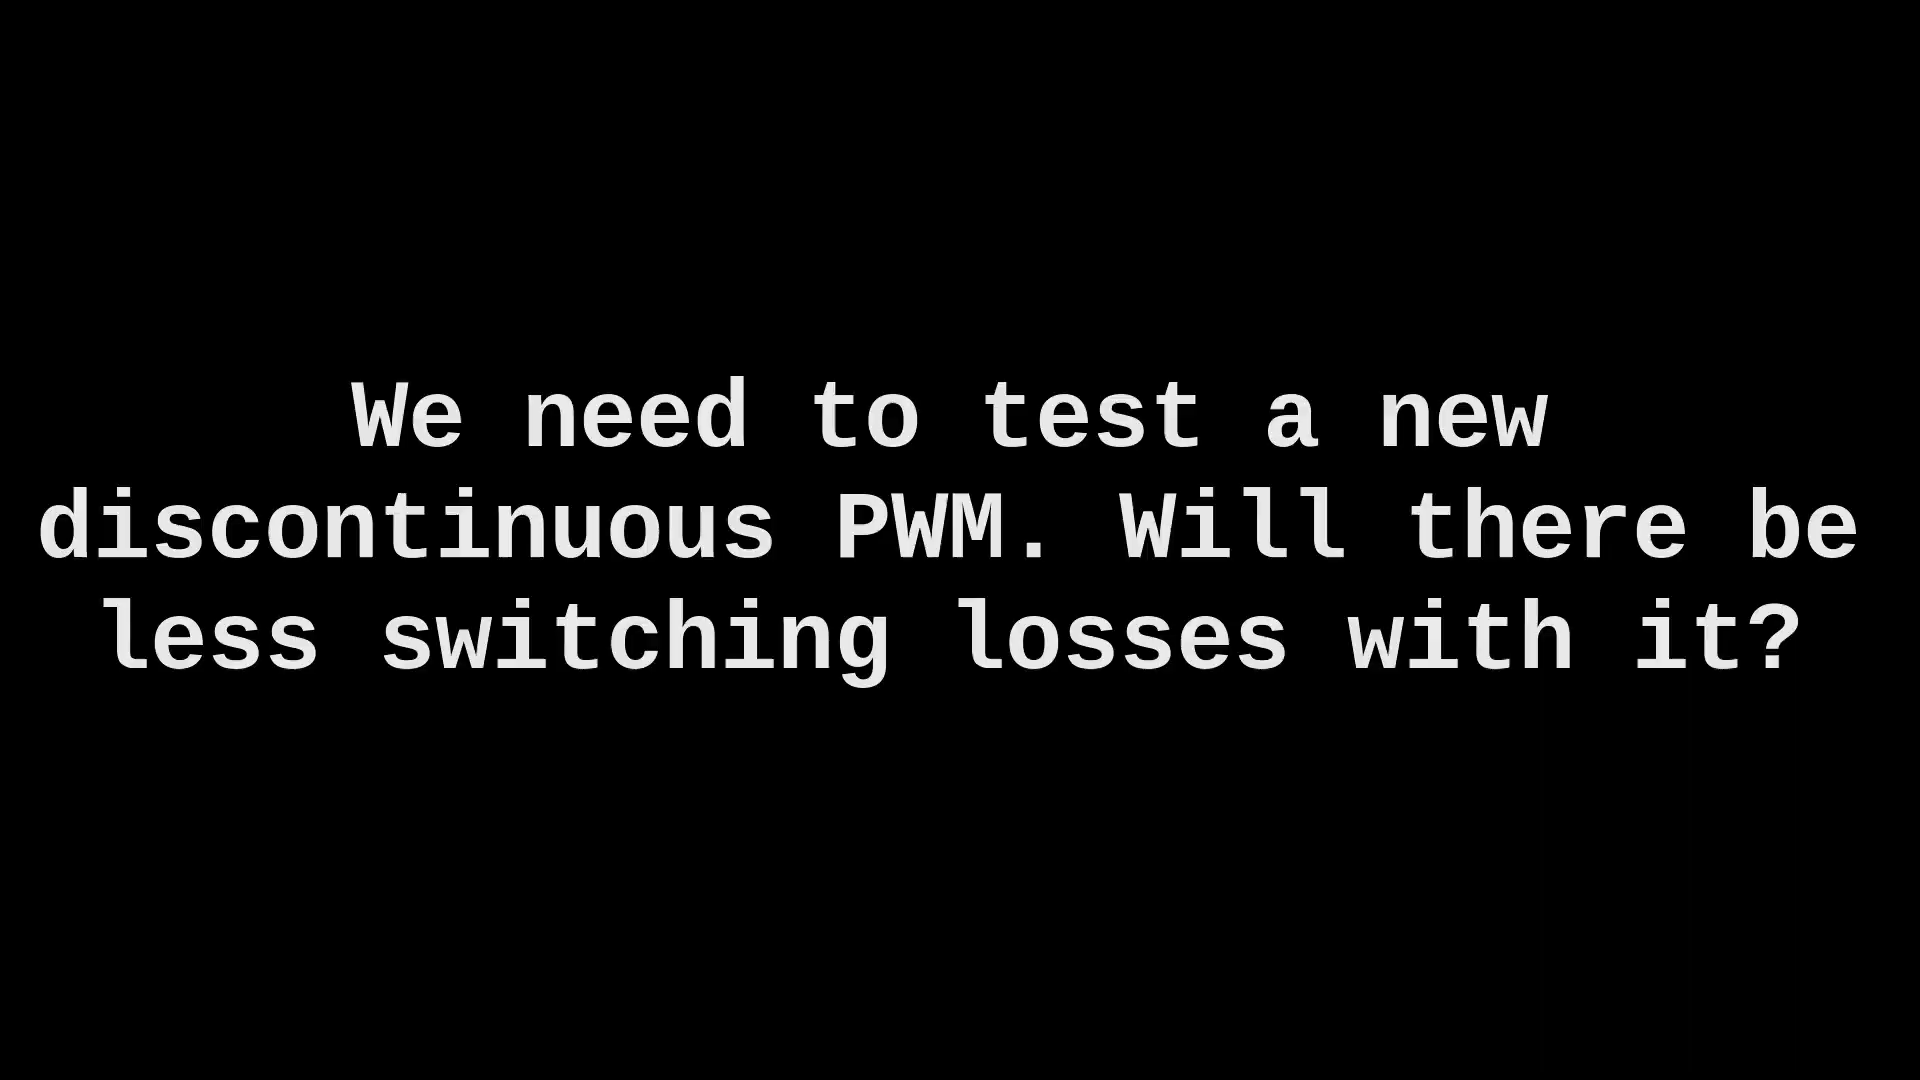 We need to test a new
discontinuous PWM. Will there be
less switching losses with it?